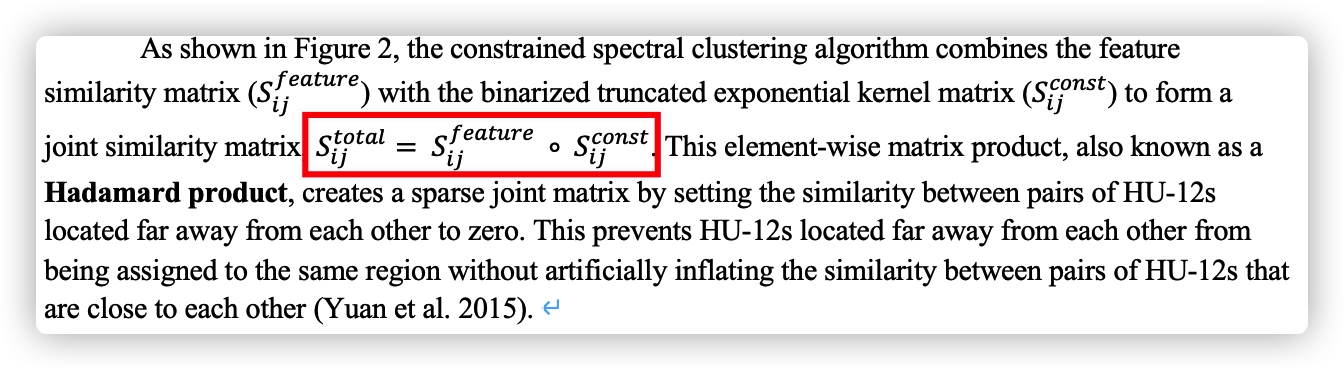 As shown in Figure 2, the constrained spectral clustering algorithm combines the feature
similarity matrix (S_{ij}^{feature}) with the binarized truncated exponential kernel matrix (S_{ij}^{const}) to form a
joint similarity matrix S_{ij}^{total} = S_{ij}^{feature} ∘ S_{ij}^{const}. This element-wise matrix product, also known as a
Hadamard product, creates a sparse joint matrix by setting the similarity between pairs of HU-12s
located far away from each other to zero. This prevents HU-12s located far away from each other from
being assigned to the same region without artificially inflating the similarity between pairs of HU-12s that
are close to each other (Yuan et al. 2015). ↵